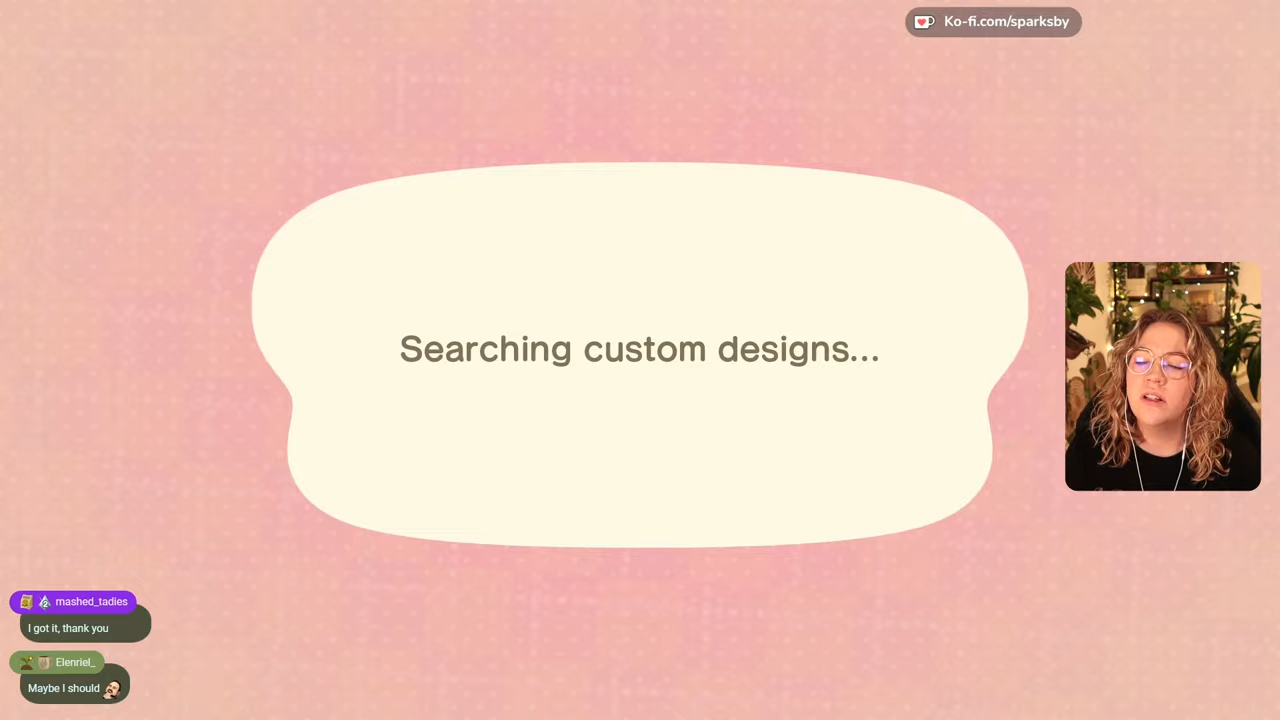 Ko-fi.com/sparksby
Searching custom designs...
mashed_tadies
I got it, thank you
Elenriel_
Maybe I should